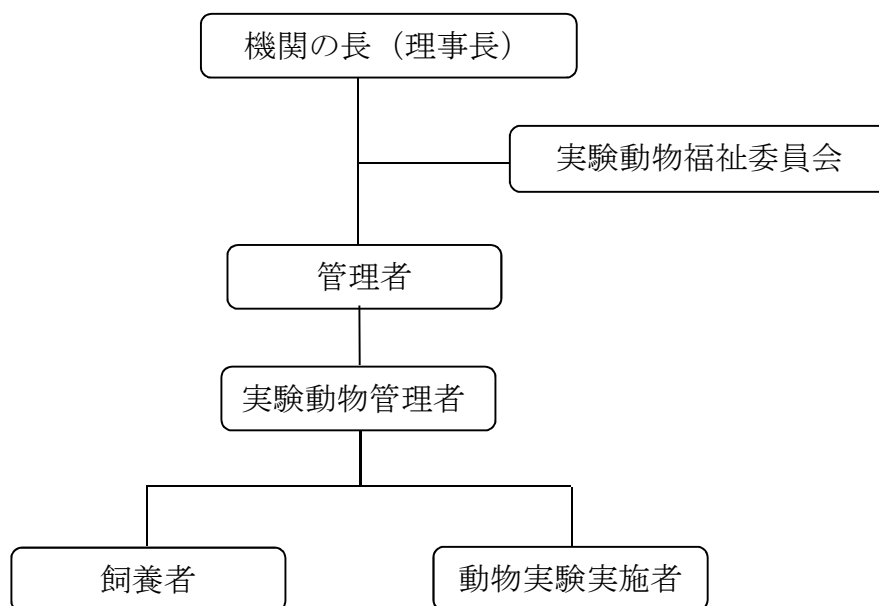 機関の長（理事長）
実験動物福祉委員会
管理者
実験動物管理者
飼養者
動物実験実施者